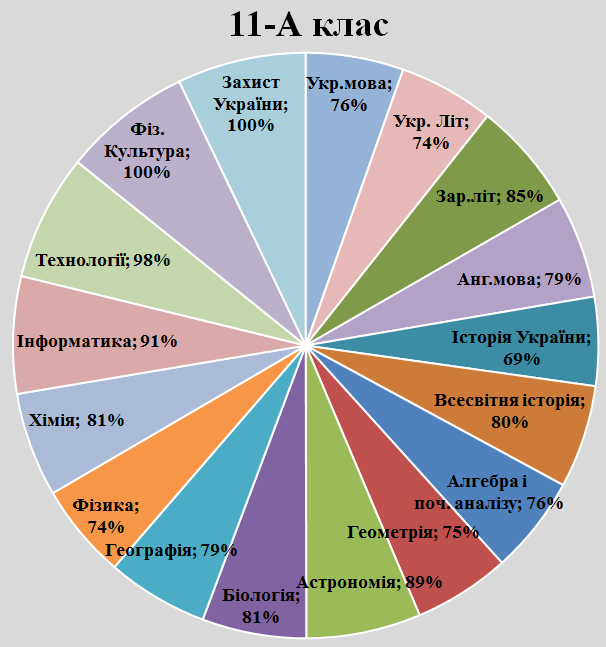 11-А клас
Укр.мова;
76%
Укр. Літ;
74%
Зар.літ; 85%
Анг.мова; 79%
Історія України;
69%
Всесвітня історія;
80%
Алгебра і
поч. аналізу; 76%
Геометрія; 75%
Астрономія; 89%
Біологія;
81%
Географія; 79%
Фізика;
74%
Хімія; 81%
Інформатика; 91%
Технології; 98%
Фіз.
Культура;
100%
Захист
України;
100%